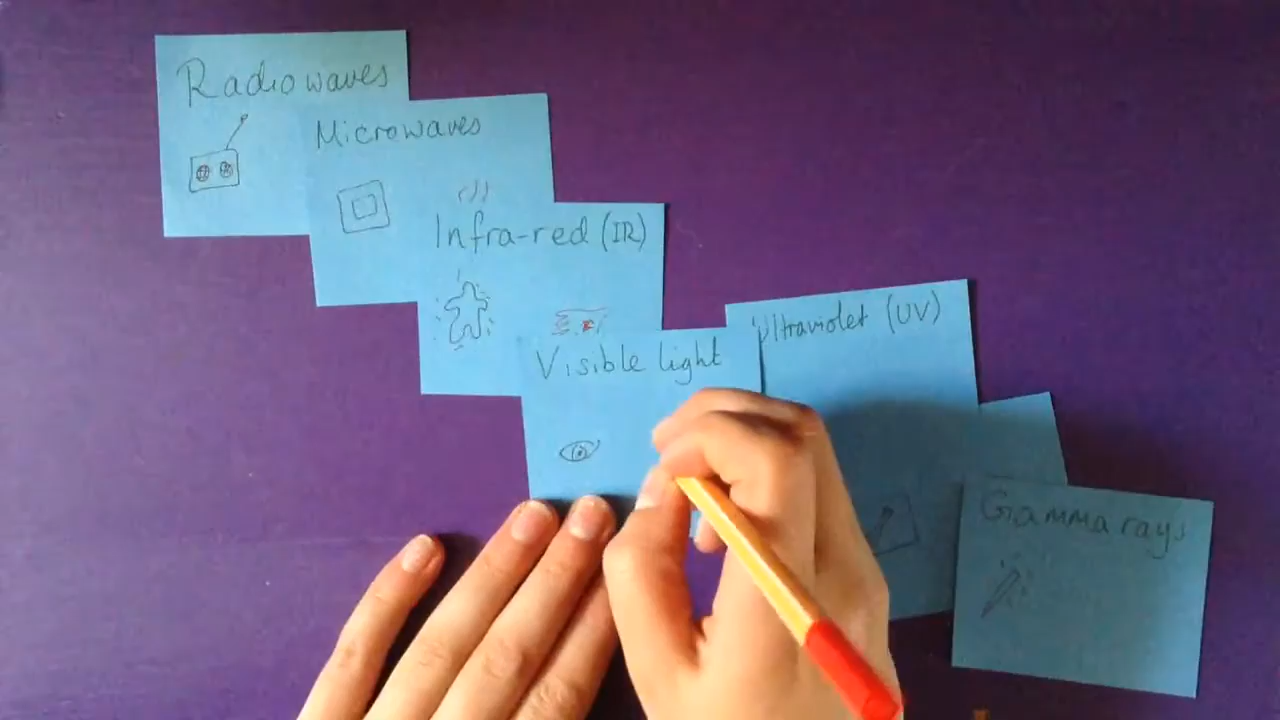 Radiowaves
Microwaves
Infra-red (IR)
Visible light
Ultraviolet (UV)
Gamma rays